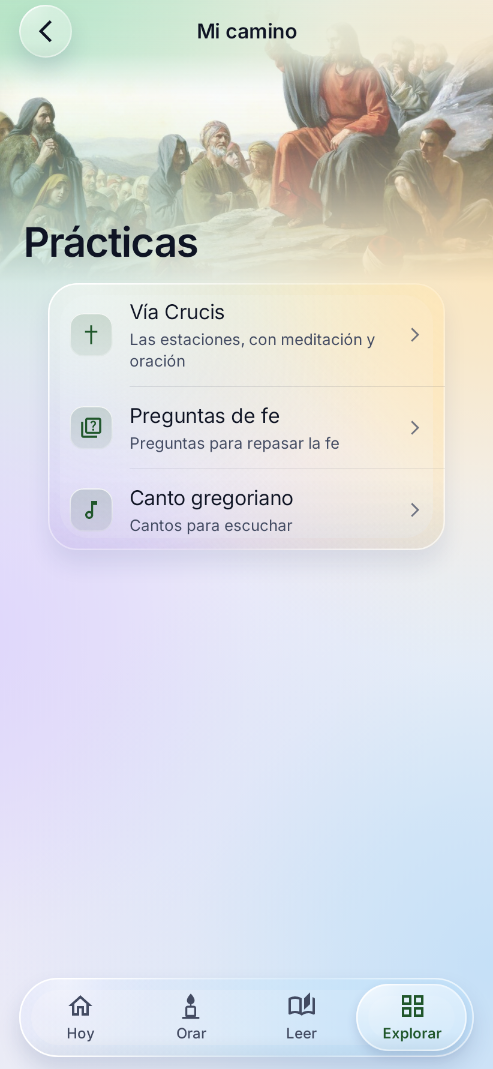 Mi camino
Prácticas
Vía Crucis
Las estaciones, con meditación y
oración
Preguntas de fe
Preguntas para repasar la fe
Canto gregoriano
Cantos para escuchar
Hoy
Orar
Leer
Explorar